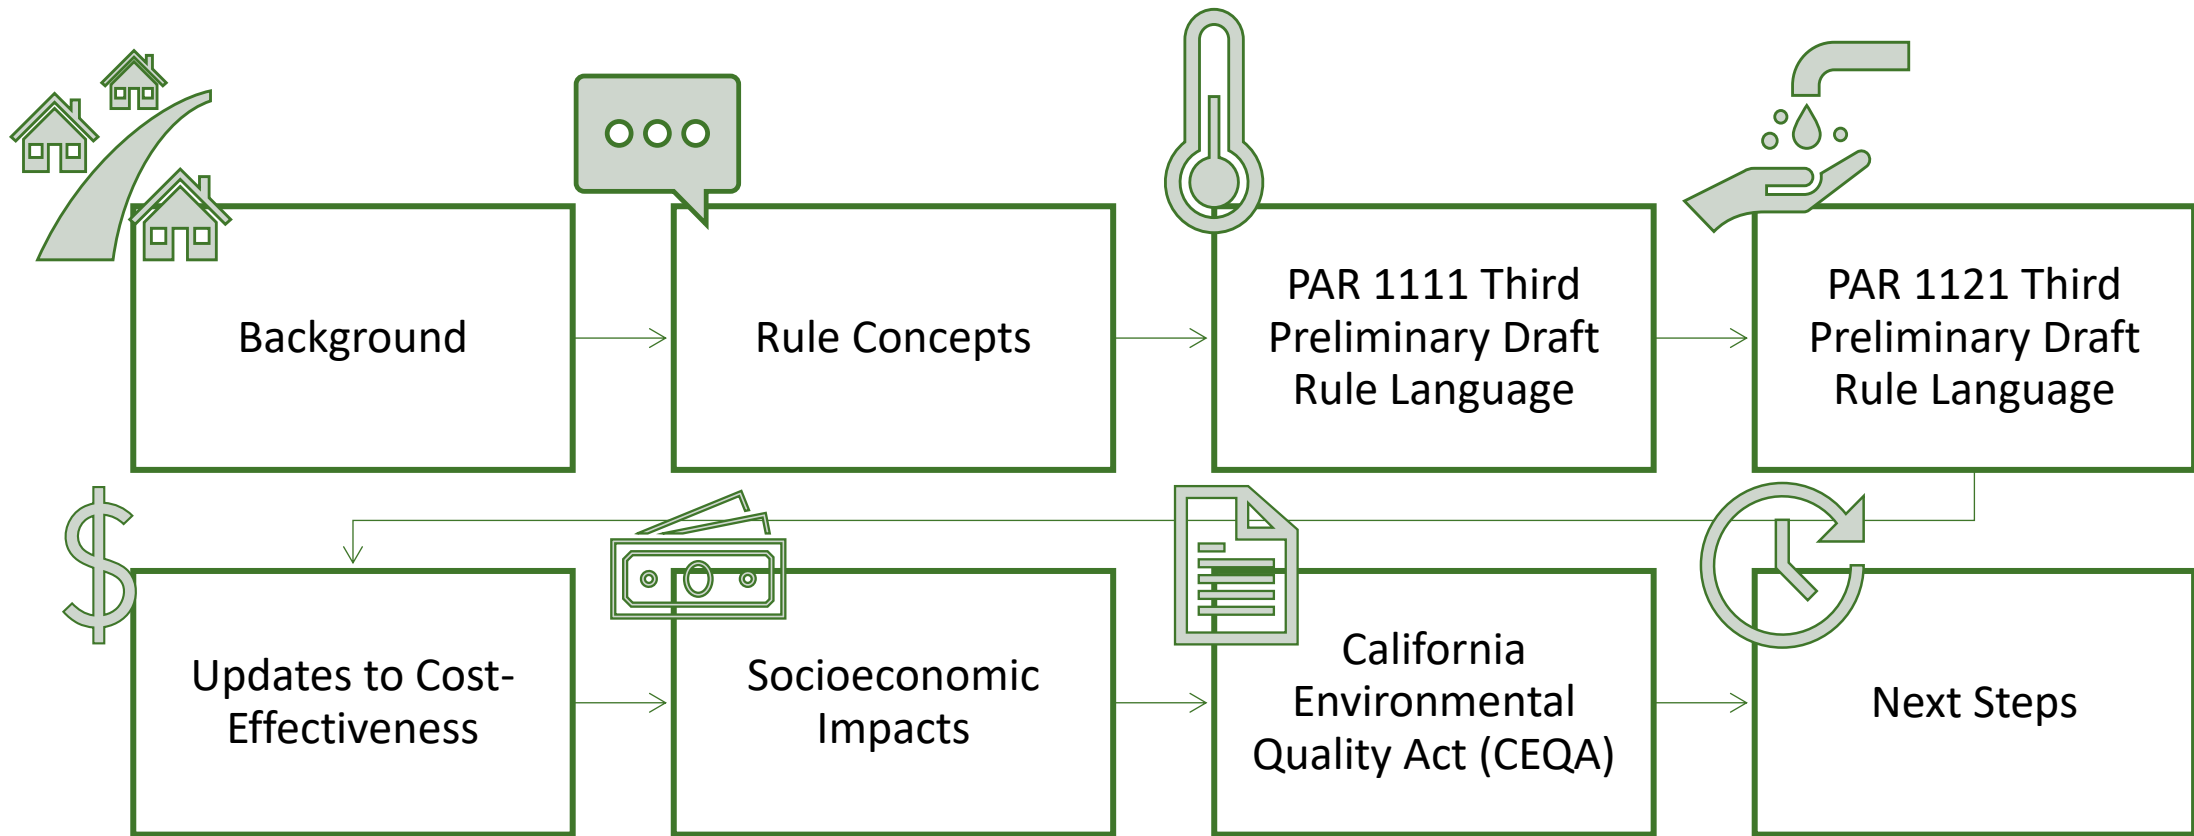 Background
Rule Concepts
PAR 1111 Third
Preliminary Draft
Rule Language
PAR 1121 Third
Preliminary Draft
Rule Language
Updates to Cost-
Effectiveness
Socioeconomic
Impacts
California
Environmental
Quality Act (CEQA)
Next Steps